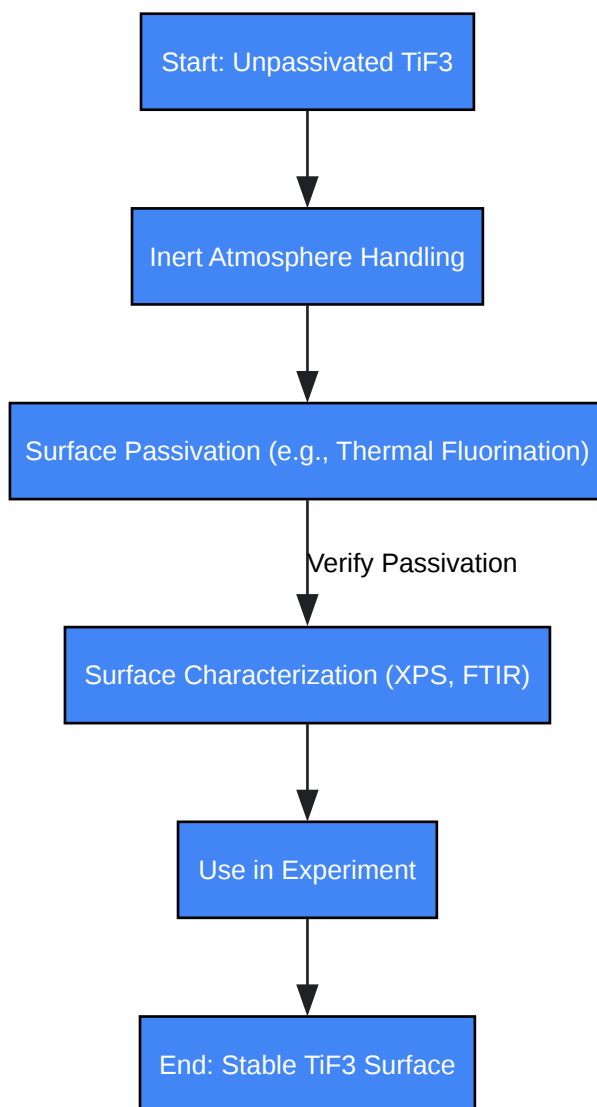 Start: Unpassivated TiF3
Inert Atmosphere Handling
Surface Passivation (e.g., Thermal Fluorination)
Verify Passivation
Surface Characterization (XPS, FTIR)
Use in Experiment
End: Stable TiF3 Surface